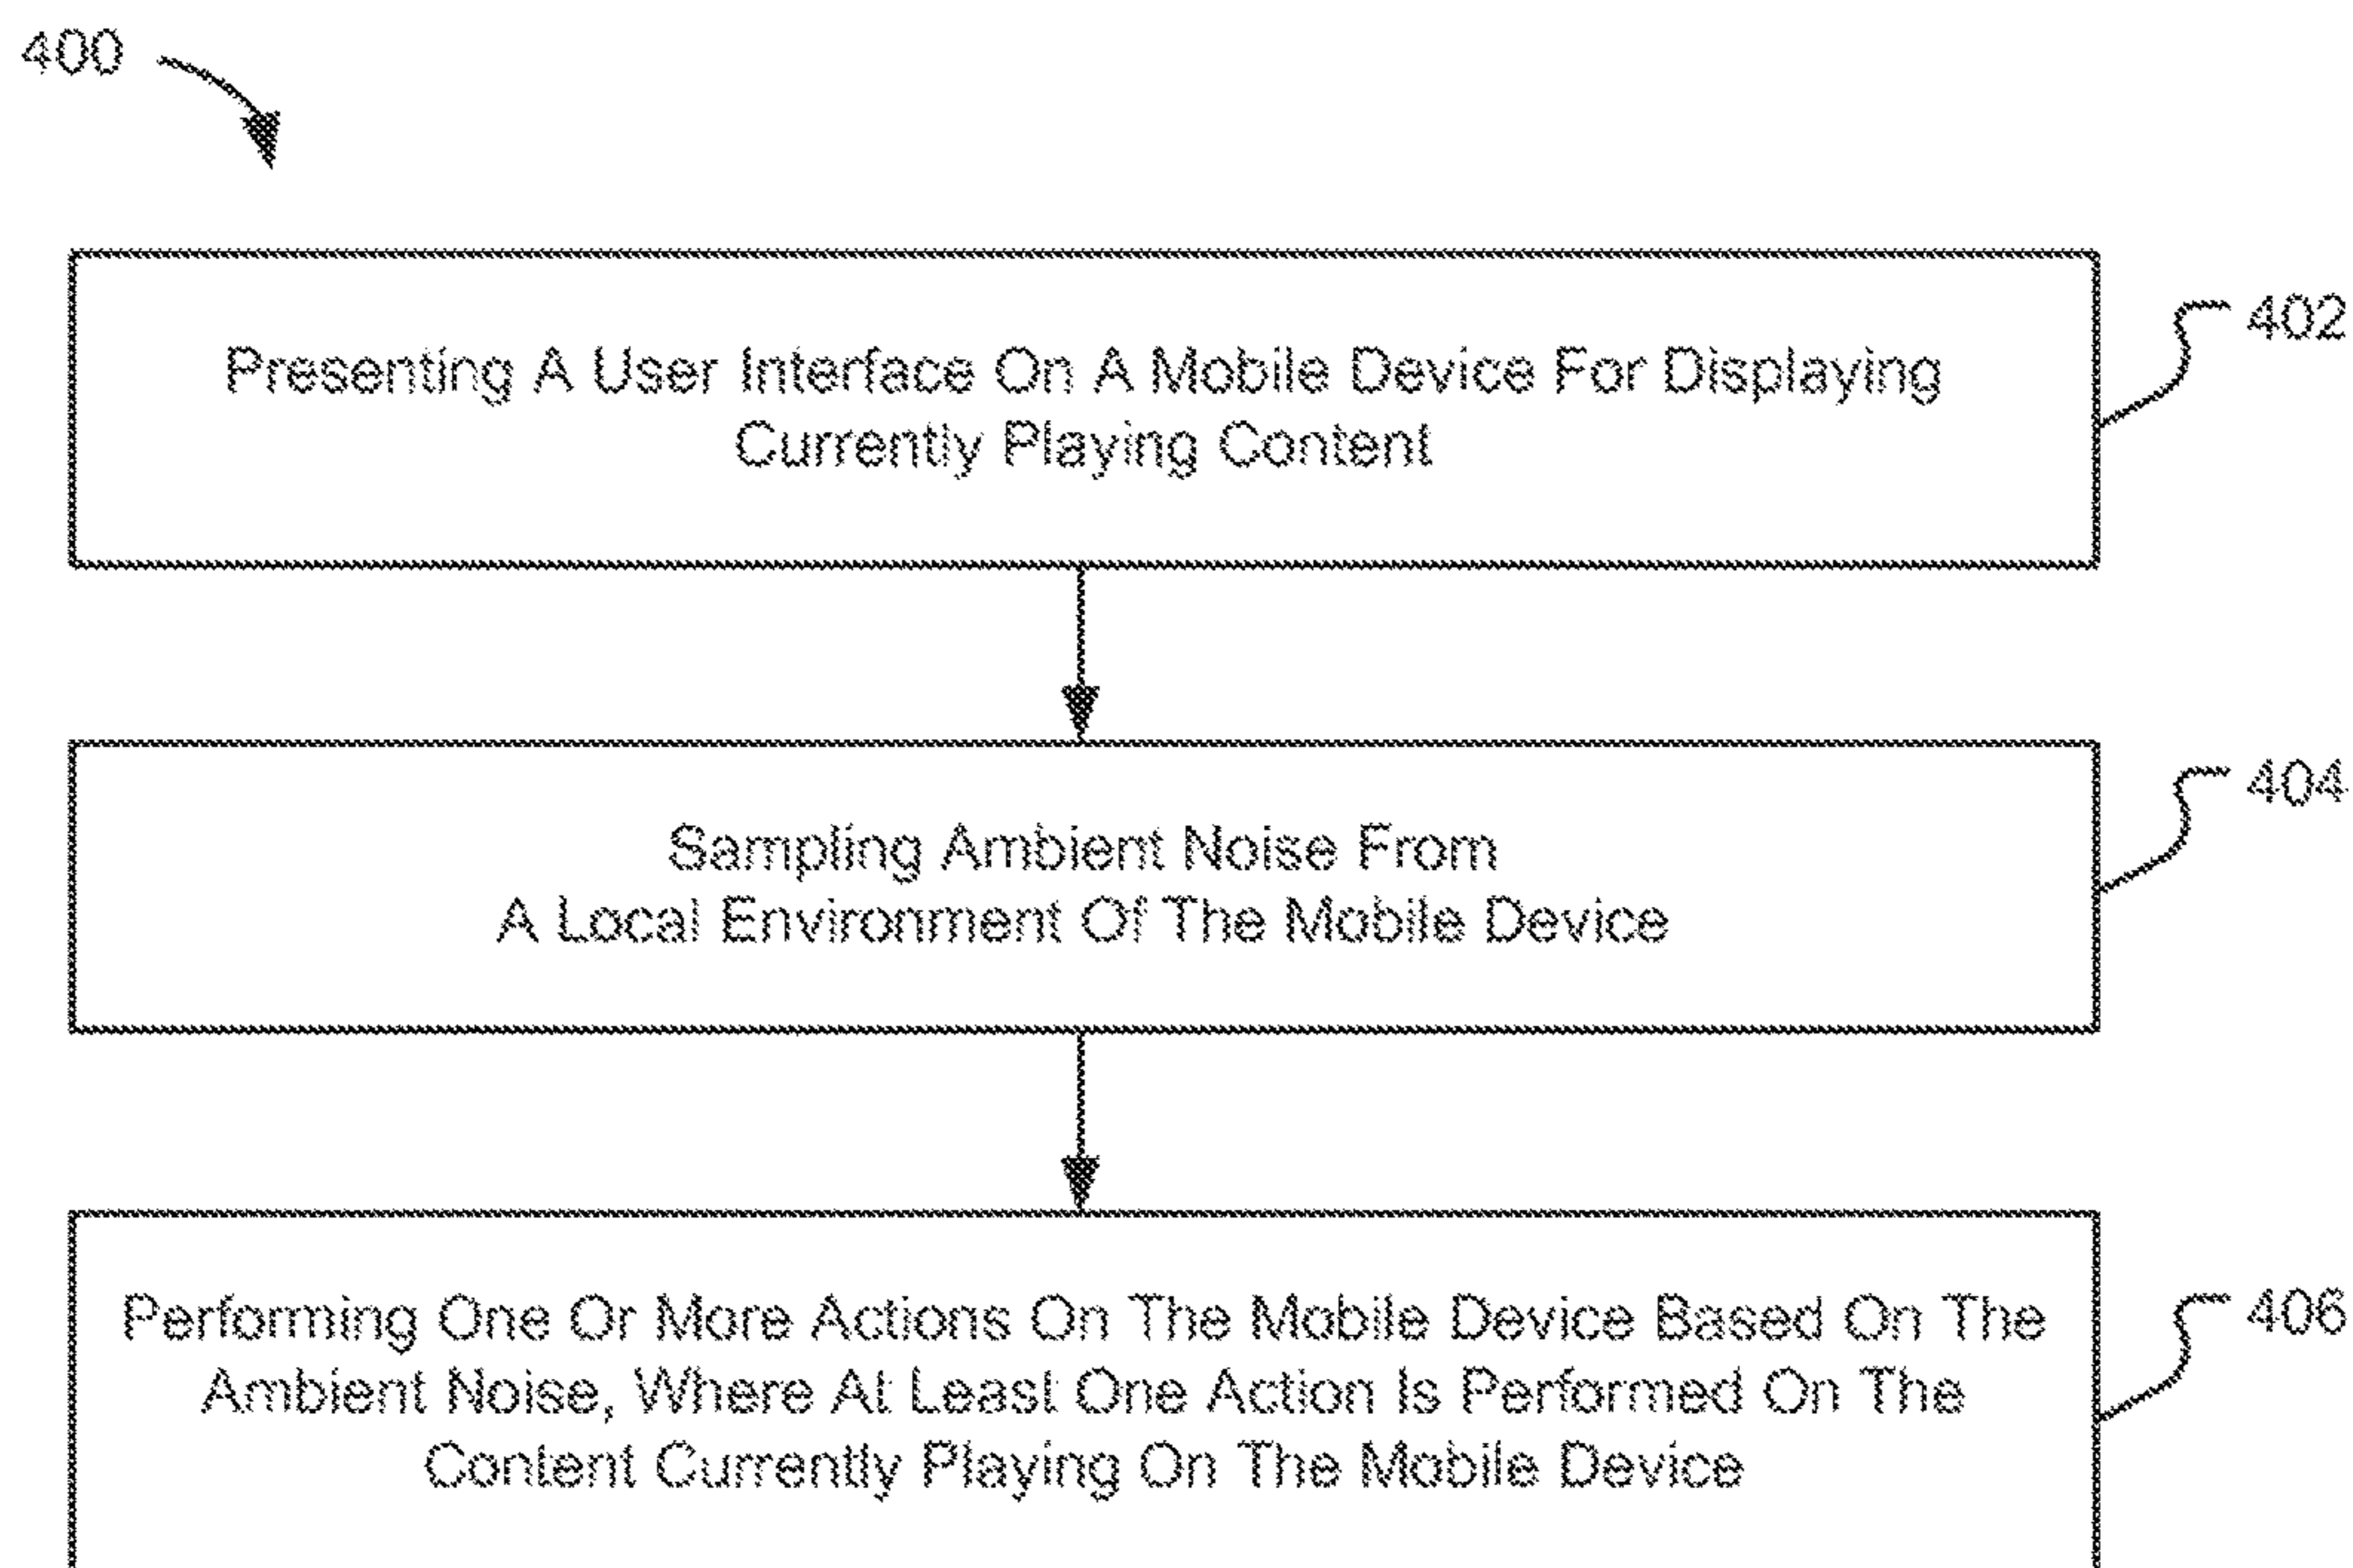 400
Presenting A User Interface On A Mobile Device For Displaying
Currently Playing Content
402
Sampling Ambient Noise From
A Local Environment Of The Mobile Device
404
Performing One Or More Actions On The Mobile Device Based On The
Ambient Noise, Where At Least One Action Is Performed On The
Content Currently Playing On The Mobile Device
406